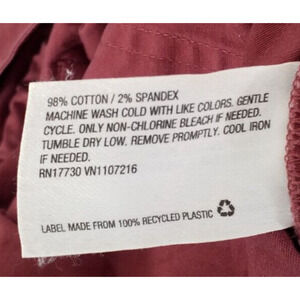 98% COTTON / 2% SPANDEX
MACHINE WASH COLD WITH LIKE COLORS. GENTLE
CYCLE. ONLY NON-CHLORINE BLEACH IF NEEDED.
TUMBLE DRY LOW. REMOVE PROMPTLY. COOL IRON
IF NEEDED.
RN17730 VN1107216
LABEL MADE FROM 100% RECYCLED PLASTIC